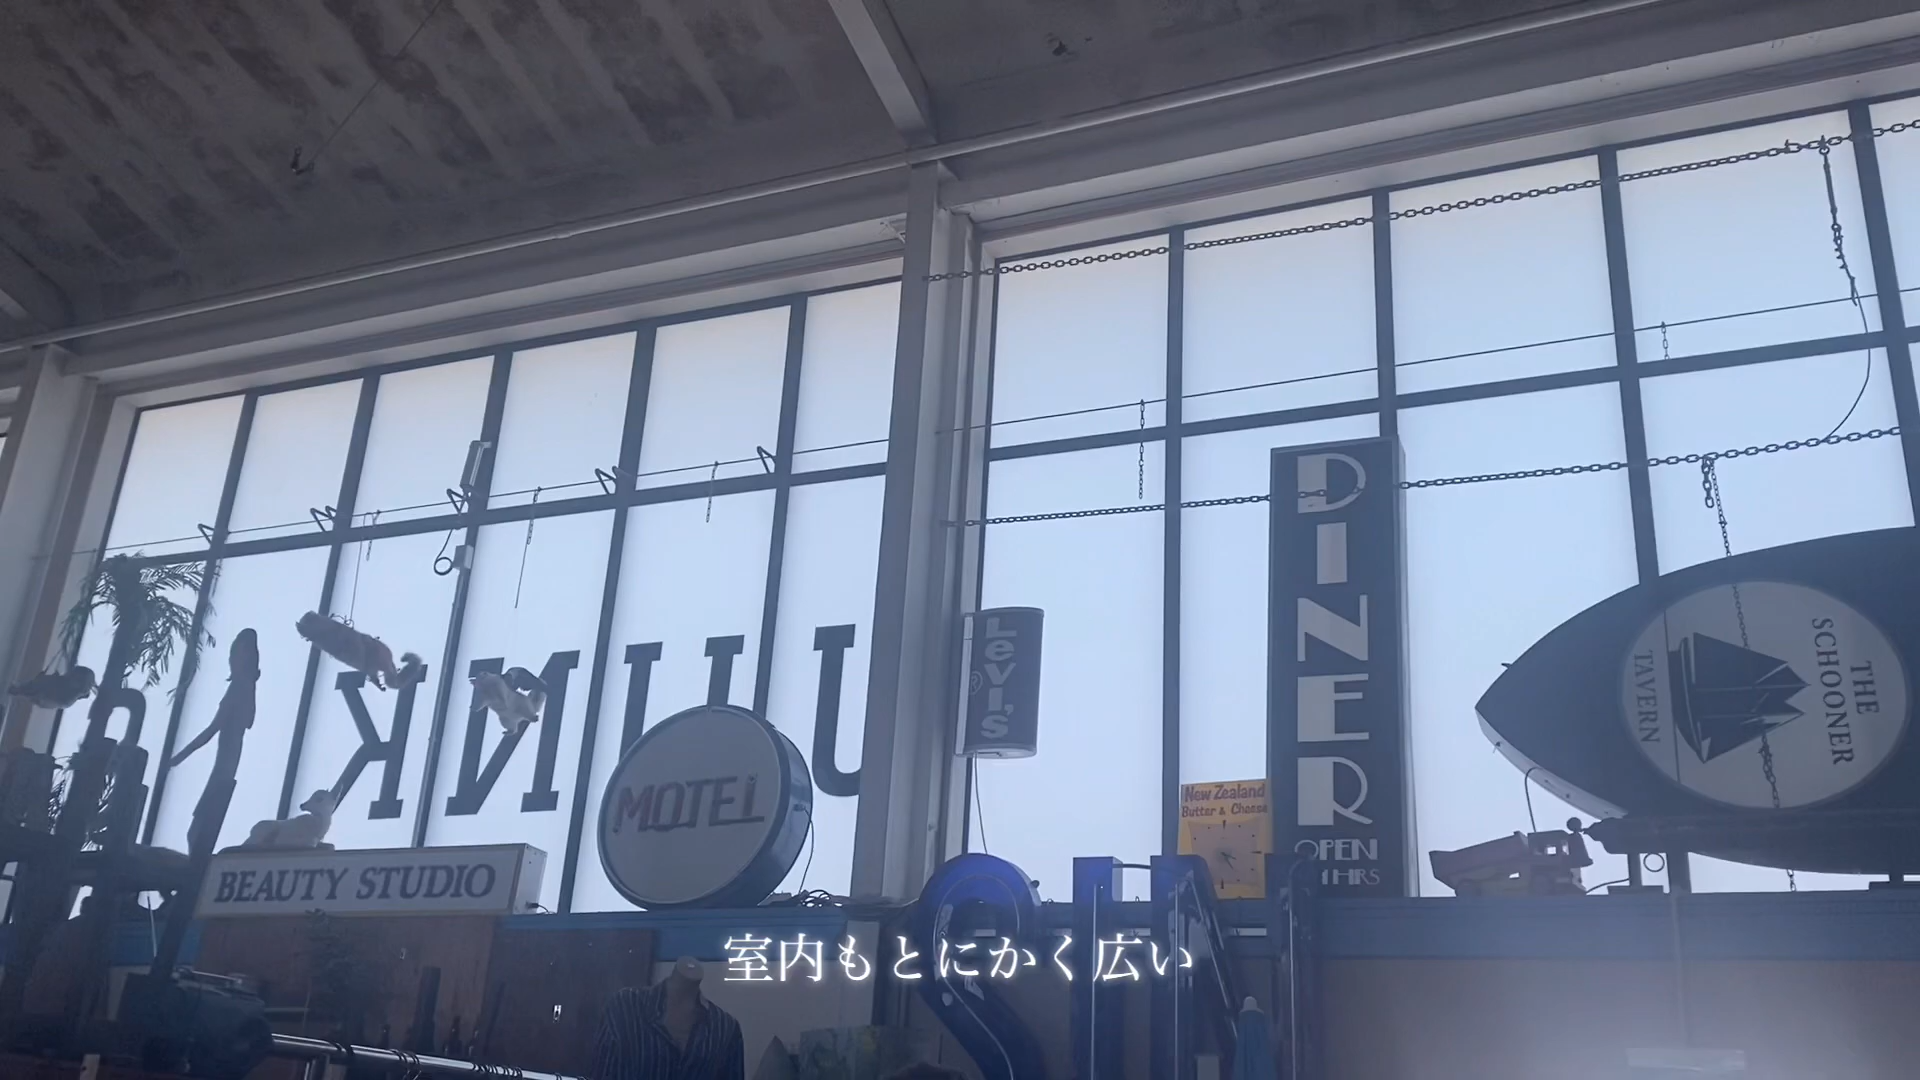 DINER
OPEN
Levi's
®
THE
SCHOONER
TAVERN
MOTEL
New Zealand
Butter & Cheese
BEAUTY STUDIO
室内もとにかく広い